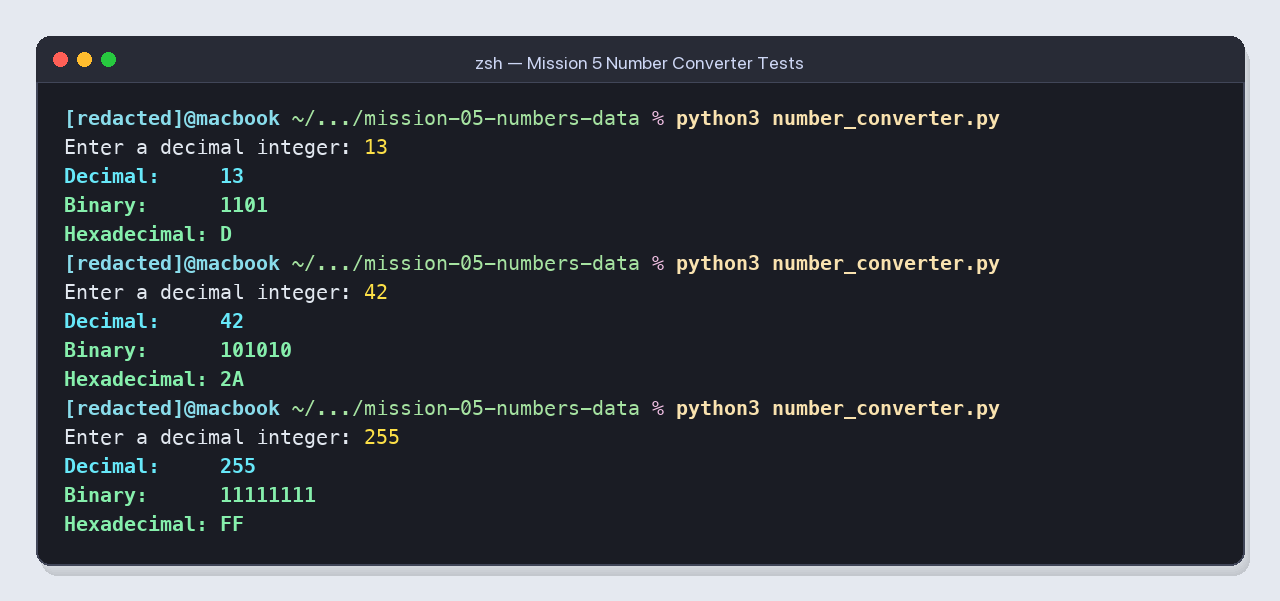 zsh — Mission 5 Number Converter Tests
[redacted]@macbook ~/.../mission-05-numbers-data % python3 number_converter.py
Enter a decimal integer: 13
Decimal:     13
Binary:      1101
Hexadecimal: D
[redacted]@macbook ~/.../mission-05-numbers-data % python3 number_converter.py
Enter a decimal integer: 42
Decimal:     42
Binary:      101010
Hexadecimal: 2A
[redacted]@macbook ~/.../mission-05-numbers-data % python3 number_converter.py
Enter a decimal integer: 255
Decimal:     255
Binary:      11111111
Hexadecimal: FF